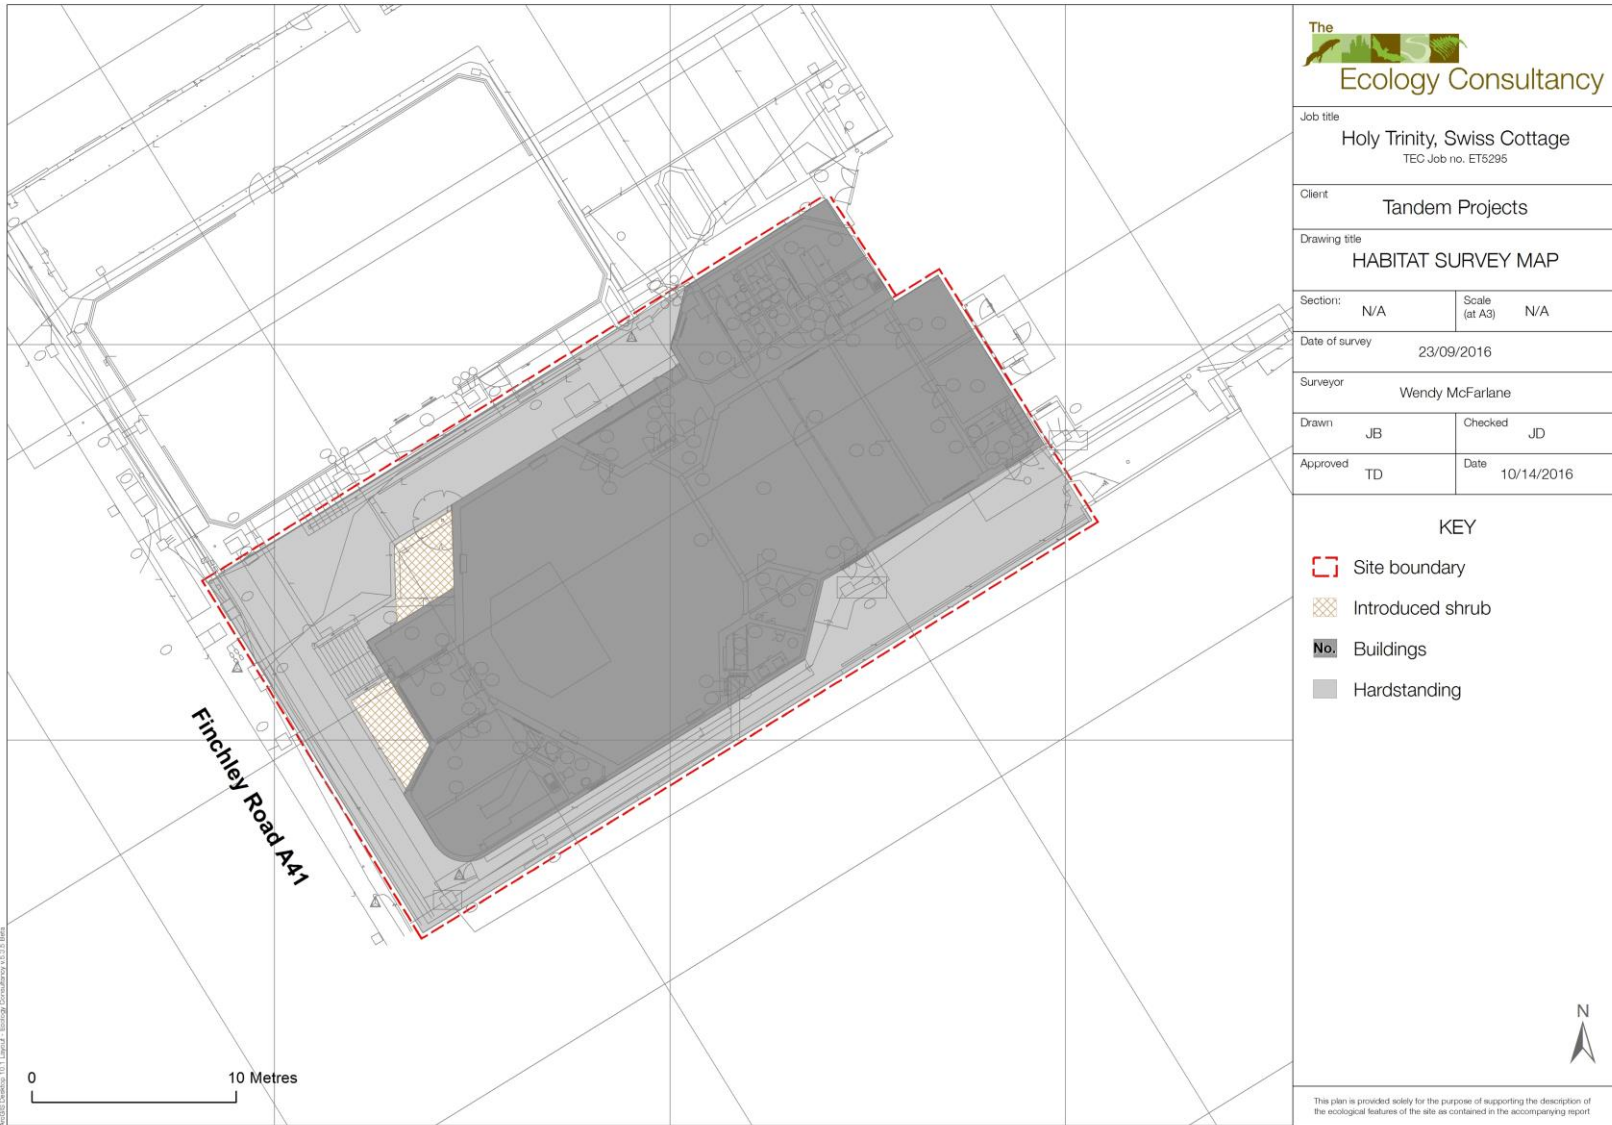 The
Ecology Consultancy
Job title
Holy Trinity, Swiss Cottage
TEC Job no. ET5295
Client
Tandem Projects
Drawing title
HABITAT SURVEY MAP
Section:
N/A
Scale
(at A3)
N/A
Date of survey
23/09/2016
Surveyor
Wendy McFarlane
Drawn
JB
Checked
JD
Approved
TD
Date
10/14/2016
KEY
Site boundary
Introduced shrub
No.
Buildings
Hardstanding
N
This plan is provided solely for the purpose of supporting the description of
the ecological features of the site as contained in the accompanying report
Finchley Road A41
0
10 Metres